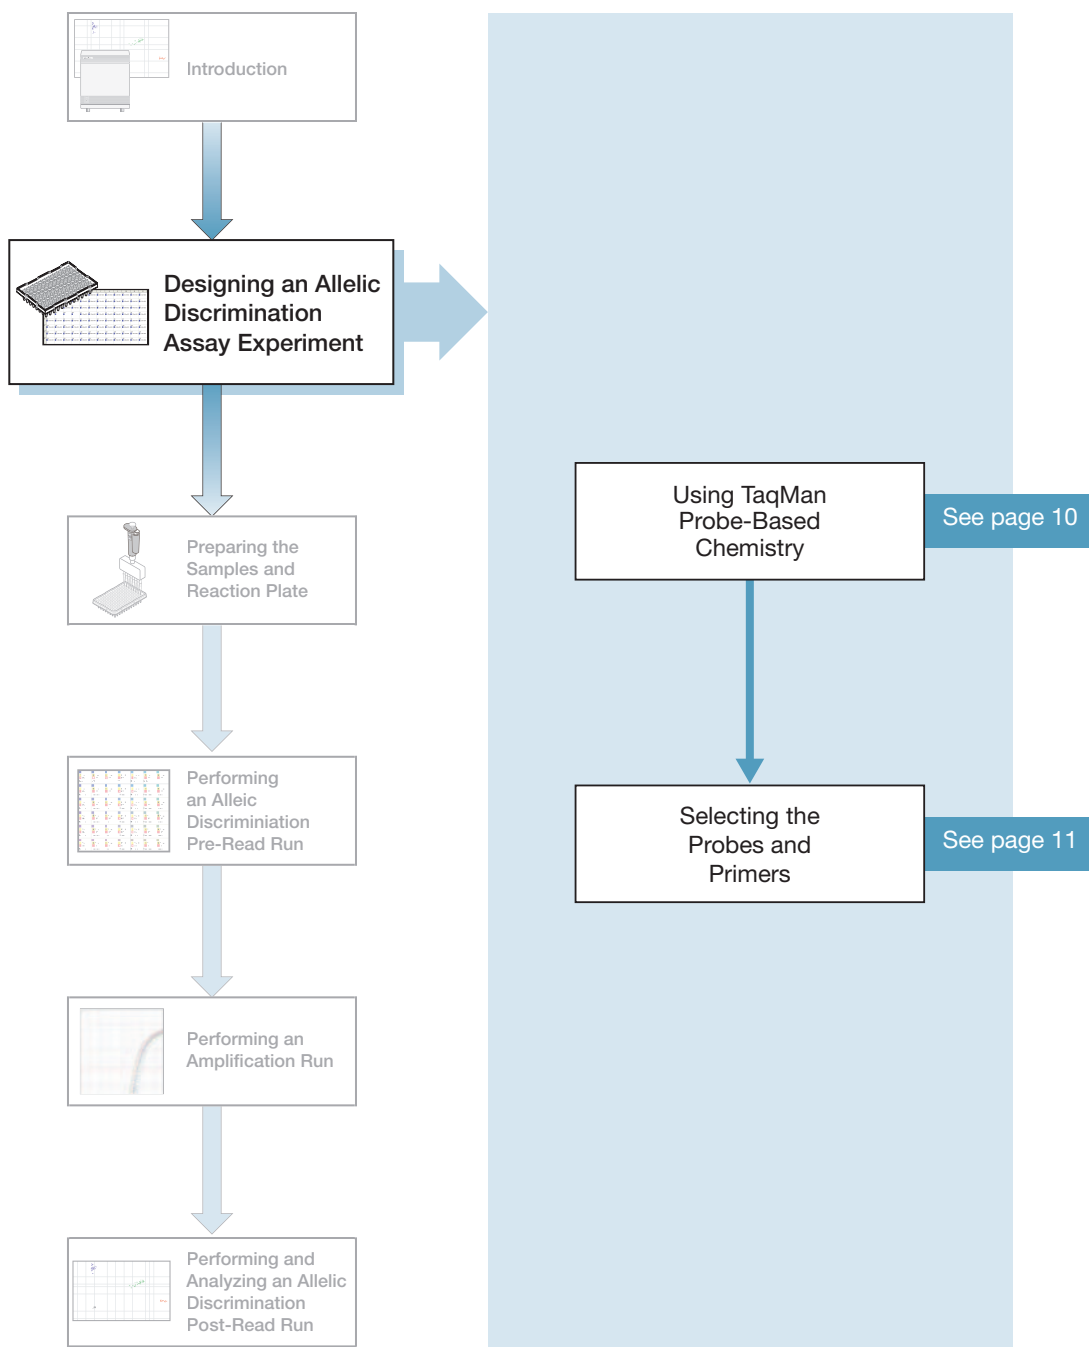 Introduction
Designing an Allelic
Discrimination
Assay Experiment
Preparing the
Samples and
Reaction Plate
Performing
an Alleic
Discriminiation
Pre-Read Run
Performing an
Amplification Run
Performing and
Analyzing an Allelic
Discrimination
Post-Read Run
Using TaqMan
Probe-Based
Chemistry
See page 10
Selecting the
Probes and
Primers
See page 11